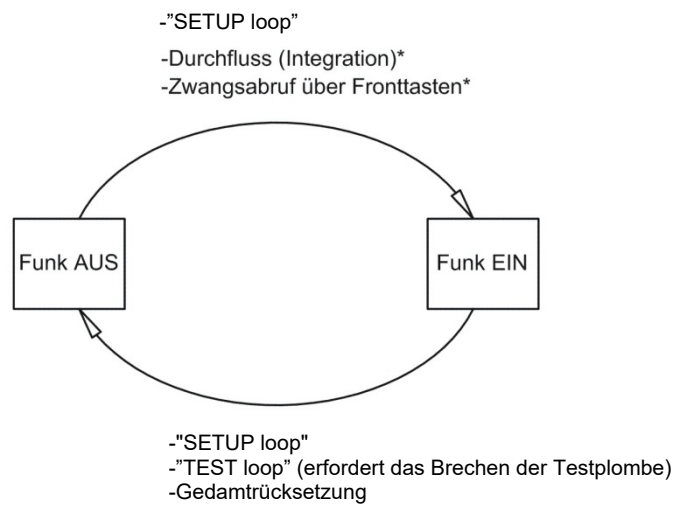 -”SETUP loop”
-Durchfluss (Integration)*
-Zwangsabruf über Fronttasten*
Funk AUS
Funk EIN
-"SETUP loop"
-”TEST loop” (erfordert das Brechen der Testplombe)
-Gedamtrücksetzung